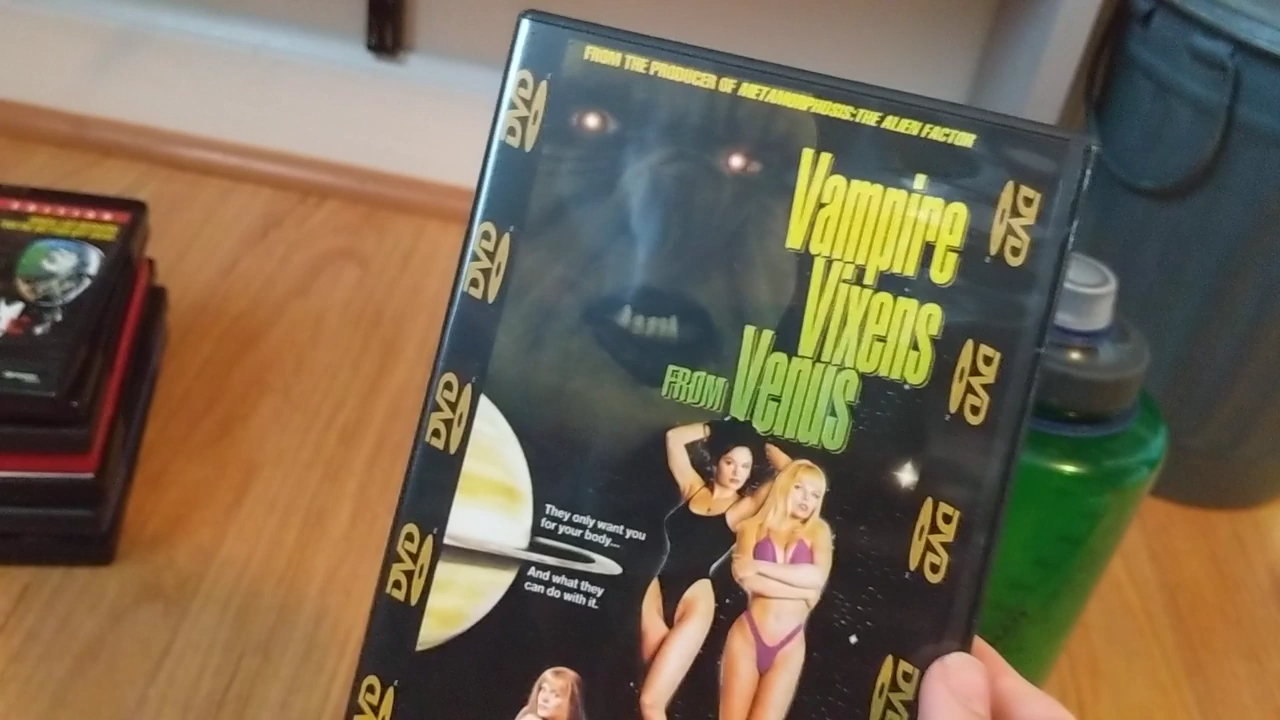 FROM THE PRODUCER OF METAMORPHOSIS: THE ALIEN FACTOR
Vampire
Vixens
FROM Venus
They only want you
for your body...
And what they
can do with it.
DVD
DVD
DVD
DVD
DVD
DVD
DVD
DVD
DVD
EDITION